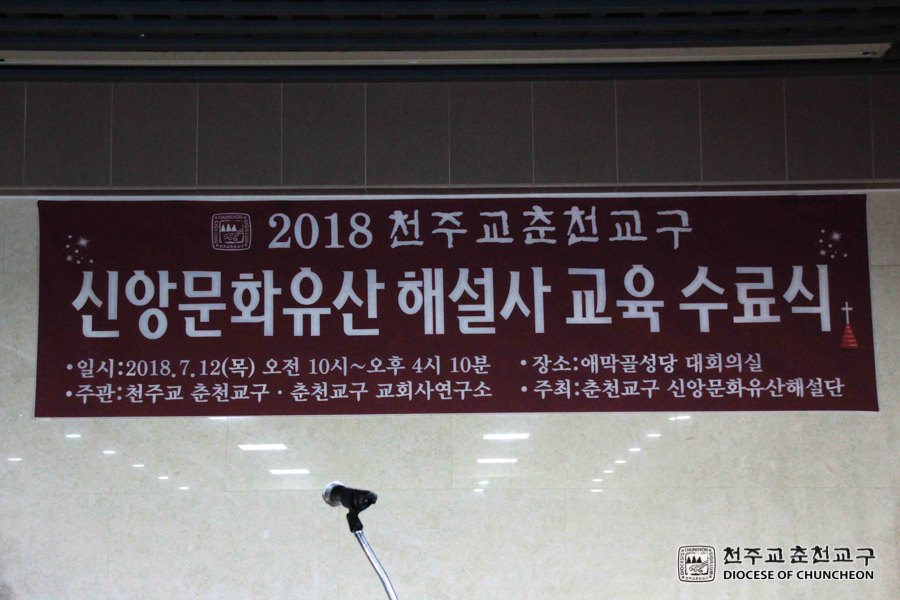 2018 천주교춘천교구
신앙문화유산 해설사 교육 수료식
•일시:2018.7.12(목) 오전 10시~오후 4시 10분
•장소:애막골성당 대회의실
•주관:천주교 춘천교구 · 춘천교구 교회사연구소
•주최:춘천교구 신앙문화유산해설단
천주교춘천교구
DIOCESE OF CHUNCHEON